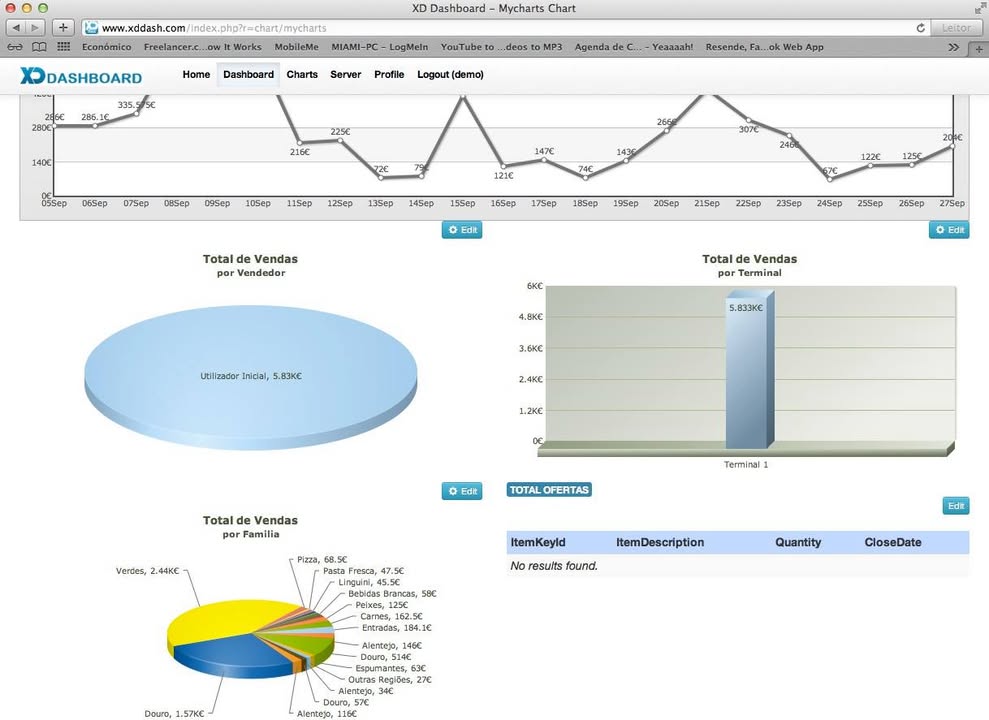 XD Dashboard – Mycharts Chart
www.xddash.com/index.php?r=chart/mycharts
Leitor
Económico Freelancer.c...ow It Works MobileMe MIAMI-PC – LogMeIn YouTube to ...deos to MP3 Agenda de C... – Yeaaaah! Resende, Fa...ok Web App
XD DASHBOARD Home Dashboard Charts Server Profile Logout (demo)
420€
280€
140€
0€
286€ 286.1€ 335.575€ 216€ 225€ 72€ 79€ 121€ 147€ 74€ 143€ 266€ 307€ 246€ 67€ 122€ 125€ 204€
05Sep 06Sep 07Sep 08Sep 09Sep 10Sep 11Sep 12Sep 13Sep 14Sep 15Sep 16Sep 17Sep 18Sep 19Sep 20Sep 21Sep 22Sep 23Sep 24Sep 25Sep 26Sep 27Sep
Edit
Edit
Total de Vendas
por Vendedor
Utilizador Inicial, 5.83K€
Total de Vendas
por Terminal
6K€
4.8K€
3.6K€
2.4K€
1.2K€
0€
5.833K€
Terminal 1
Edit
Total de Vendas
por Familia
Verdes, 2.44K€
Pizza, 68.5€
Pasta Fresca, 47.5€
Linguini, 45.5€
Bebidas Brancas, 58€
Peixes, 125€
Carnes, 162.5€
Entradas, 184.1€
Alentejo, 146€
Douro, 514€
Espumantes, 63€
Outras Regiões, 27€
Alentejo, 34€
Douro, 57€
Alentejo, 116€
Douro, 1.57K€
TOTAL OFERTAS
Edit
ItemKeyId ItemDescription Quantity CloseDate
No results found.